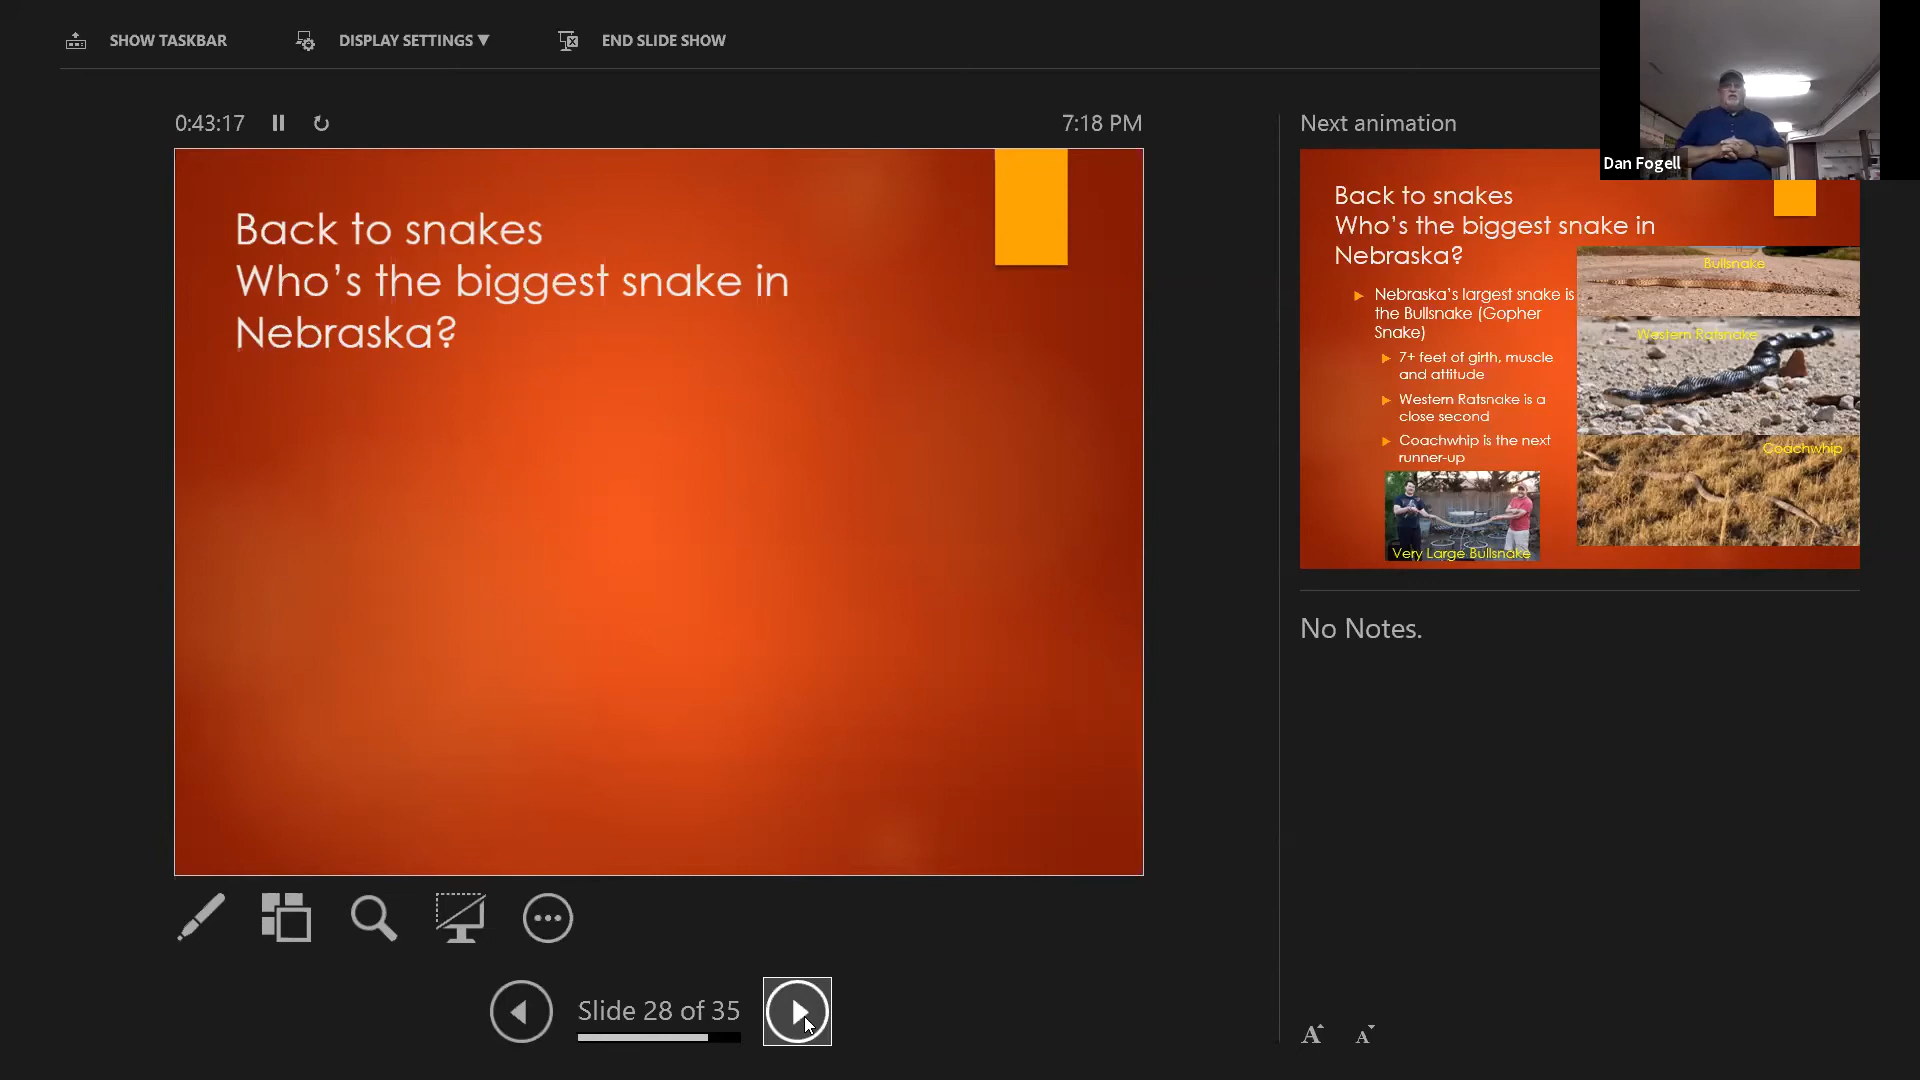 SHOW TASKBAR
DISPLAY SETTINGS ▼
END SLIDE SHOW
0:43:17
7:18 PM
Back to snakes
Who's the biggest snake in
Nebraska?
Slide 28 of 35
Next animation
Dan Fogell
Back to snakes
Who's the biggest snake in
Nebraska?
Nebraska's largest snake is
the Bullsnake (Gopher
Snake)
7+ feet of girth, muscle
and attitude
Western Ratsnake is a
close second
Coachwhip is the next
runner-up
Very Large Bullsnake
Bullsnake
Western Ratsnake
Coachwhip
No Notes.
A A